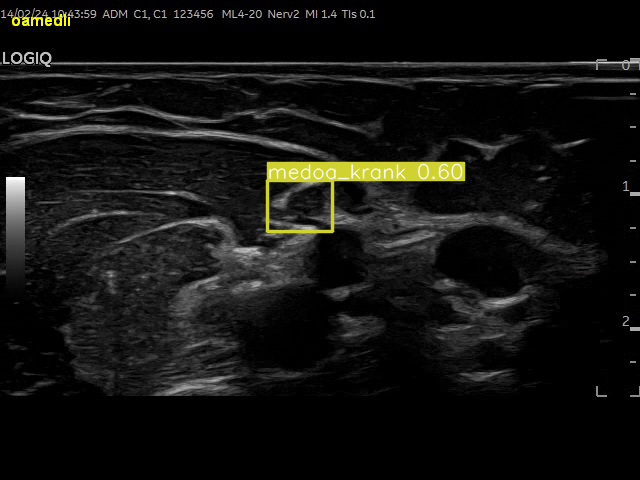 14/02/24 10:43:59 ADM C1, C1 123456 ML4-20 Nerv2 MI 1.4 TIs 0.1
oamedli
LOGIQ
0
medoa_krank 0.60
1
2